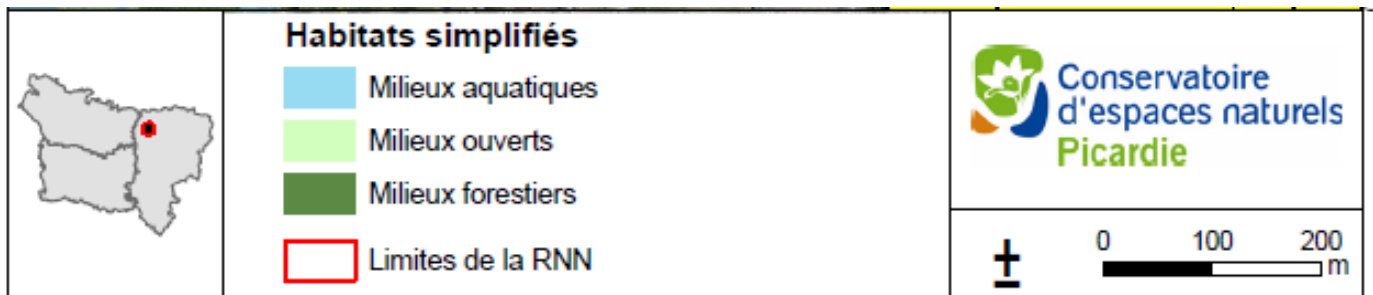 Habitats simplifiés
Milieux aquatiques
Milieux ouverts
Milieux forestiers
Limites de la RNN
Conservatoire
d'espaces naturels
Picardie
0 100 200
m